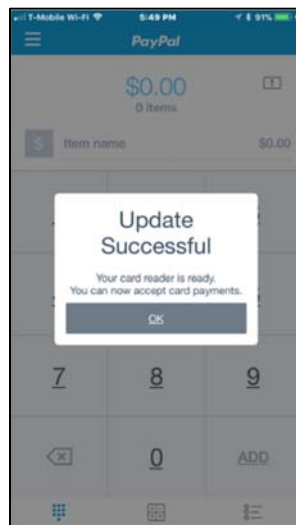 T-Mobile Wi-Fi 5:49 PM 91%
PayPal
$0.00
0 items
S Item name $0.00
Update
Successful
Your card reader is ready.
You can now accept card payments.
OK
7 8 9
0 ADD